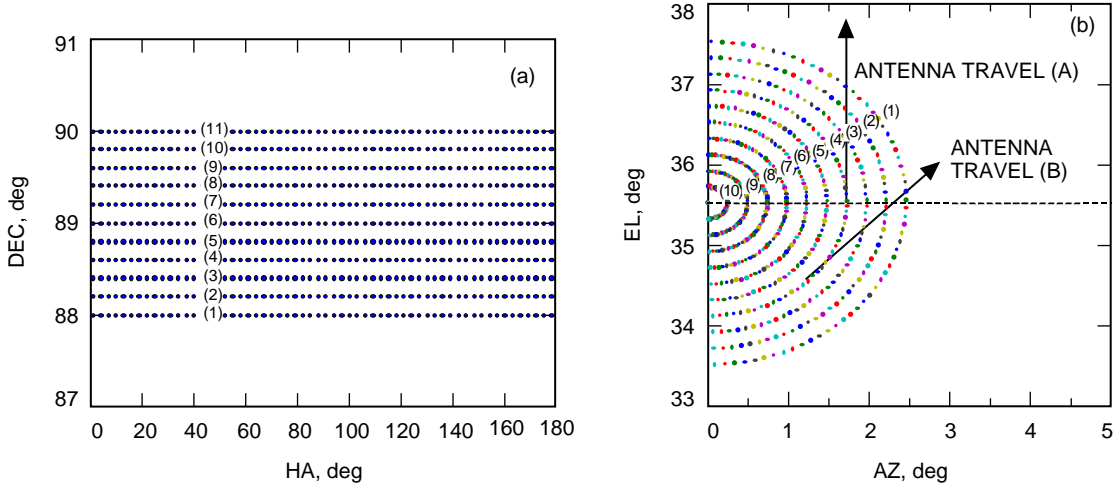 (a)
91
90
89
88
87
DEC, deg
(11)
(10)
(9)
(8)
(7)
(6)
(5)
(4)
(3)
(2)
(1)
0 20 40 60 80 100 120 140 160 180
HA, deg
(b)
38
37
36
35
34
33
EL, deg
ANTENNA TRAVEL (A)
ANTENNA
TRAVEL (B)
(10) (9) (8) (7) (6) (5) (4) (3) (2) (1)
0 1 2 3 4 5
AZ, deg